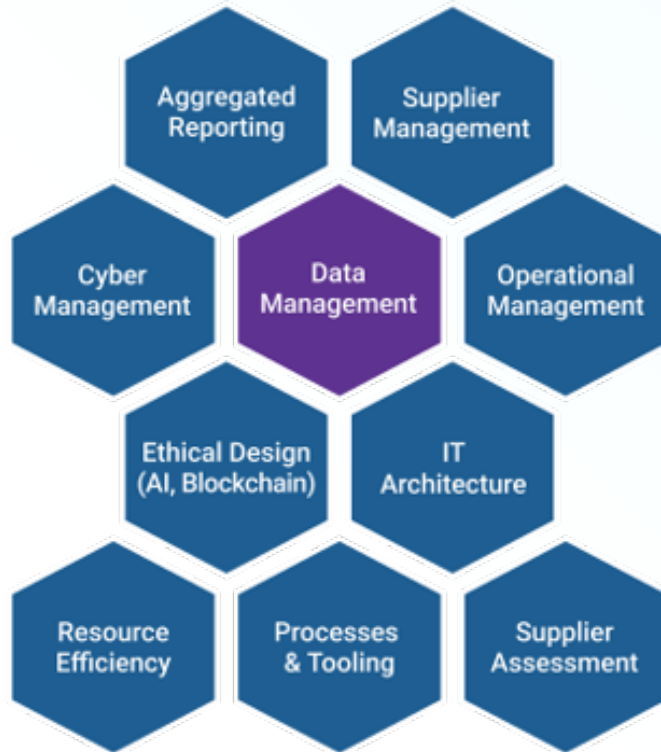 Aggregated
Reporting
Supplier
Management
Cyber
Management
Data
Management
Operational
Management
Ethical Design
(AI, Blockchain)
IT
Architecture
Resource
Efficiency
Processes
& Tooling
Supplier
Assessment